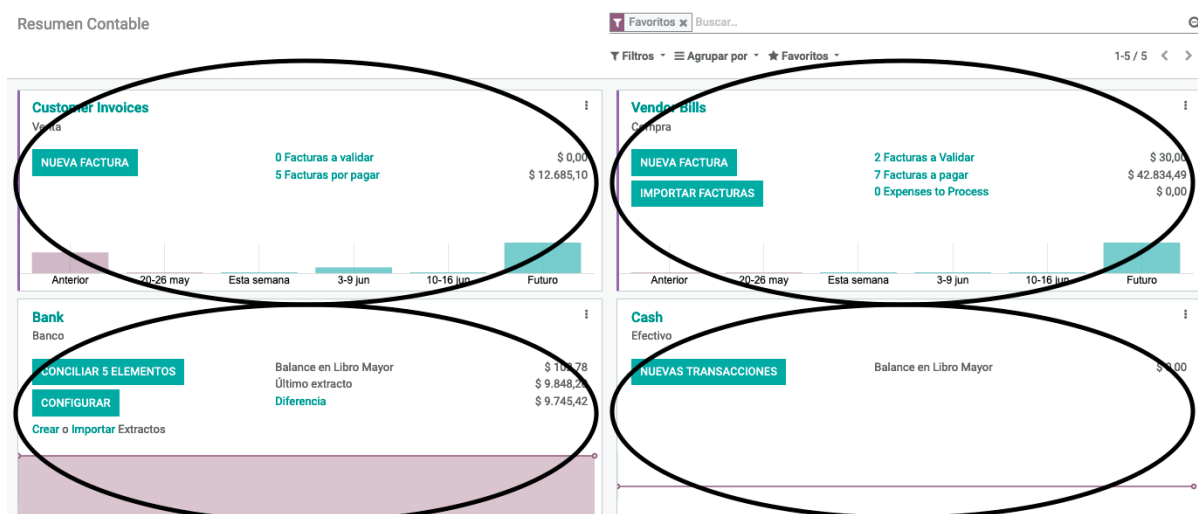 Resumen Contable
Favoritos x Buscar...
Filtros Agrupar por Favoritos 1-5 / 5
Customer Invoices
Venta
NUEVA FACTURA
0 Facturas a validar $ 0,00
5 Facturas por pagar $ 12.685,10
Anterior 20-26 may Esta semana 3-9 jun 10-16 jun Futuro
Vendor Bills
Compra
NUEVA FACTURA
IMPORTAR FACTURAS
2 Facturas a Validar $ 30,00
7 Facturas a pagar $ 42.834,49
0 Expenses to Process $ 0,00
Anterior 20-26 may Esta semana 3-9 jun 10-16 jun Futuro
Bank
Banco
CONCILIAR 5 ELEMENTOS
CONFIGURAR
Crear o Importar Extractos
Balance en Libro Mayor $ 102,78
Último extracto $ 9.848,20
Diferencia $ 9.745,42
Cash
Efectivo
NUEVAS TRANSACCIONES
Balance en Libro Mayor $ 0,00